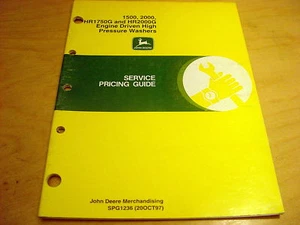 1500, 2000,
HR1750G and HR2000G
Engine Driven High
Pressure Washers
JOHN DEERE
SERVICE
PRICING GUIDE
John Deere Merchandising
SPG1236 (20OCT97)